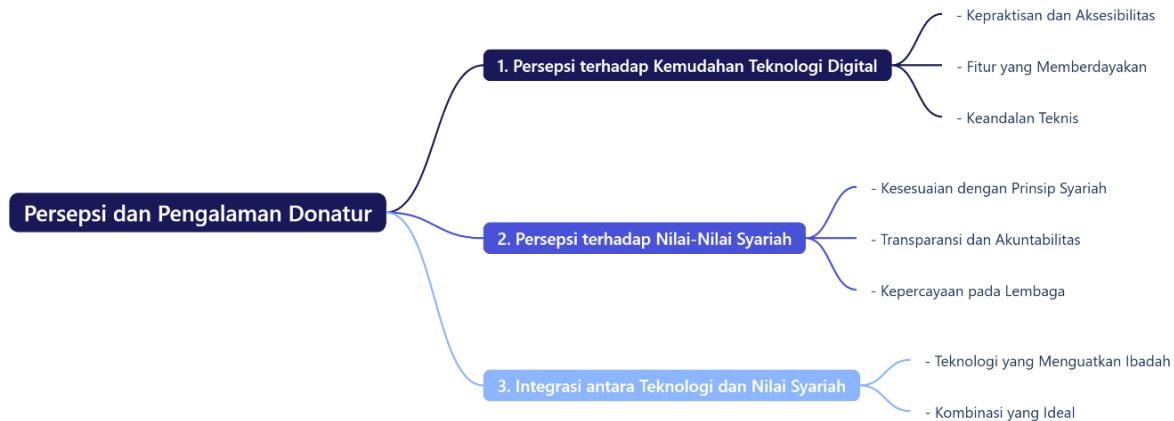 Persepsi dan Pengalaman Donatur
1. Persepsi terhadap Kemudahan Teknologi Digital
- Kepraktisan dan Aksesibilitas
- Fitur yang Memberdayakan
- Keandalan Teknis
2. Persepsi terhadap Nilai-Nilai Syariah
- Kesesuaian dengan Prinsip Syariah
- Transparansi dan Akuntabilitas
- Kepercayaan pada Lembaga
3. Integrasi antara Teknologi dan Nilai Syariah
- Teknologi yang Menguatkan Ibadah
- Kombinasi yang Ideal